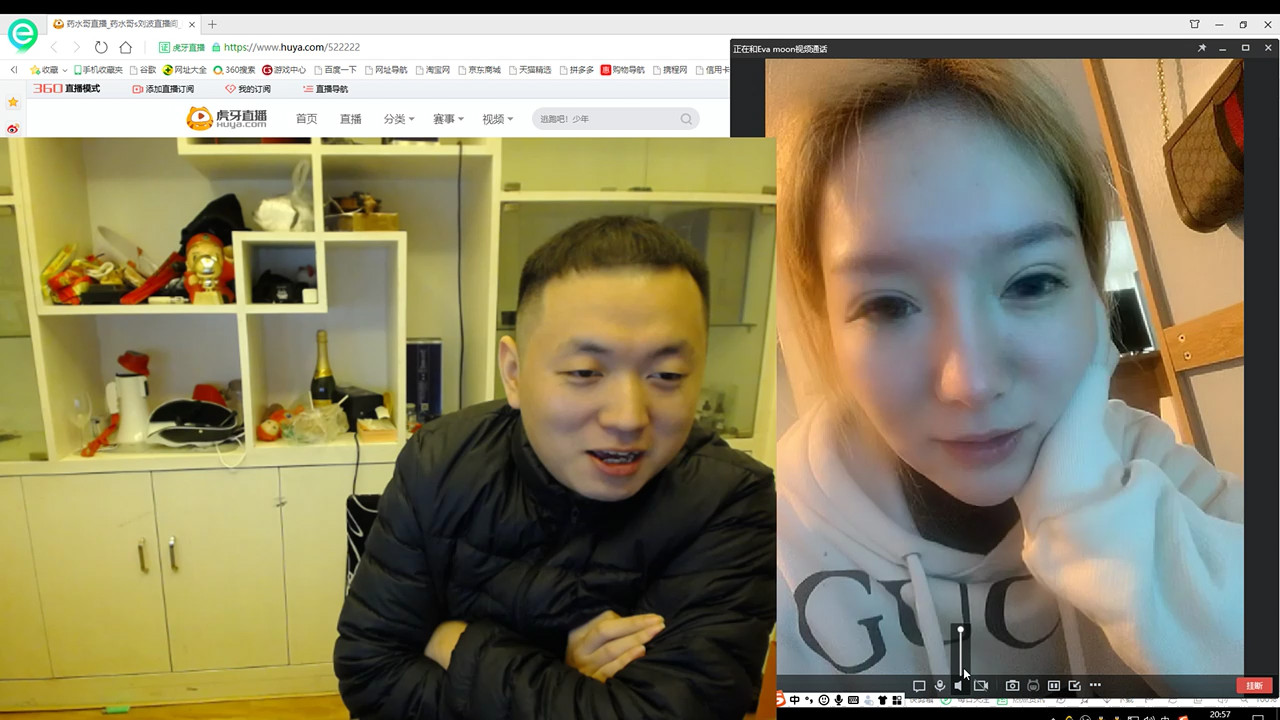 药水哥直播_药水哥s刘波直播间_
虎牙直播 https://www.huya.com/522222
收藏 手机收藏夹 谷歌 网址大全 360搜索 游戏中心 百度一下 网址导航 淘宝网 京东商城 天猫精选 拼多多 购物导航 携程网 信用卡
360直播模式 添加直播订阅 我的订阅 直播导航
虎牙直播 HUYA.com 首页 直播 分类 赛事 视频 逃跑吧！少年
正在和Eva moon视频通话
GUC
挂断
中
20:57